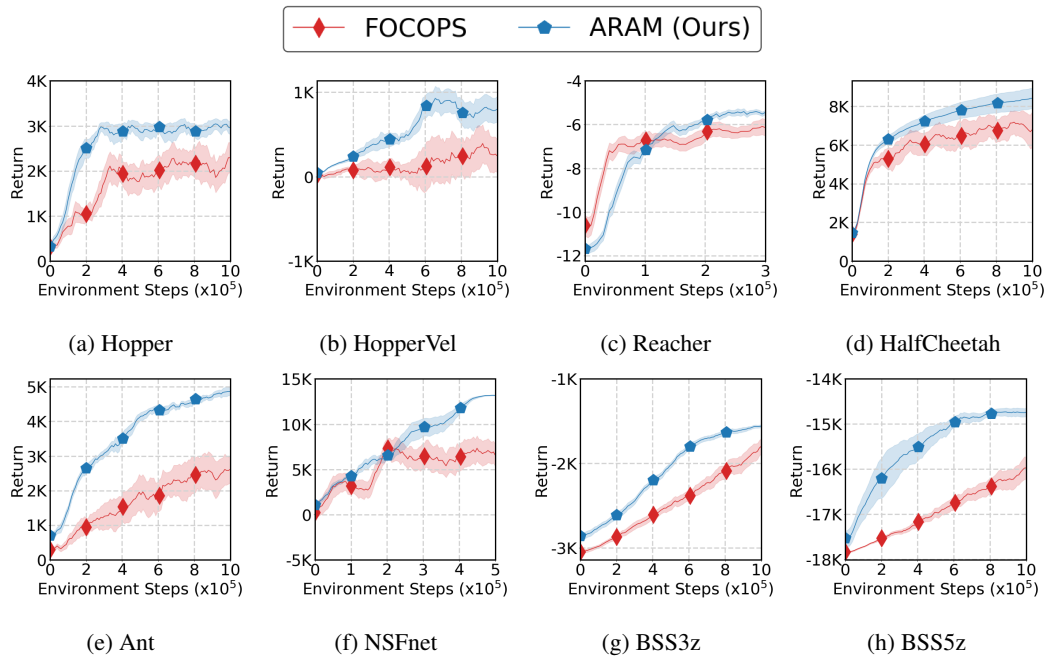 FOCOPS ARAM (Ours)
4K 3K 2K 1K 0
Return
0 2 4 6 8 10
Environment Steps (x10⁵)
(a) Hopper
1K 0 -1K
Return
0 2 4 6 8 10
Environment Steps (x10⁵)
(b) HopperVel
-4 -6 -8 -10 -12
Return
0 1 2 3
Environment Steps (x10⁵)
(c) Reacher
8K 6K 4K 2K 0
Return
0 2 4 6 8 10
Environment Steps (x10⁵)
(d) HalfCheetah
5K 4K 3K 2K 1K 0
Return
0 2 4 6 8 10
Environment Steps (x10⁵)
(e) Ant
15K 10K 5K 0 -5K
Return
0 1 2 3 4 5
Environment Steps (x10⁵)
(f) NSFnet
-1K -2K -3K
Return
0 2 4 6 8 10
Environment Steps (x10⁵)
(g) BSS3z
-14K -15K -16K -17K -18K
Return
0 2 4 6 8 10
Environment Steps (x10⁵)
(h) BSS5z